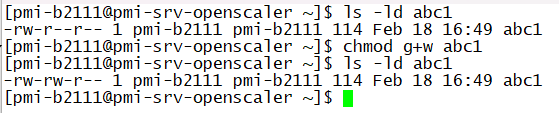 [pmi-b2111@pmi-srv-openscaler ~]$ ls -ld abc1
-rw-r--r-- 1 pmi-b2111 pmi-b2111 114 Feb 18 16:49 abc1
[pmi-b2111@pmi-srv-openscaler ~]$ chmod g+w abc1
[pmi-b2111@pmi-srv-openscaler ~]$ ls -ld abc1
-rw-rw-r-- 1 pmi-b2111 pmi-b2111 114 Feb 18 16:49 abc1
[pmi-b2111@pmi-srv-openscaler ~]$